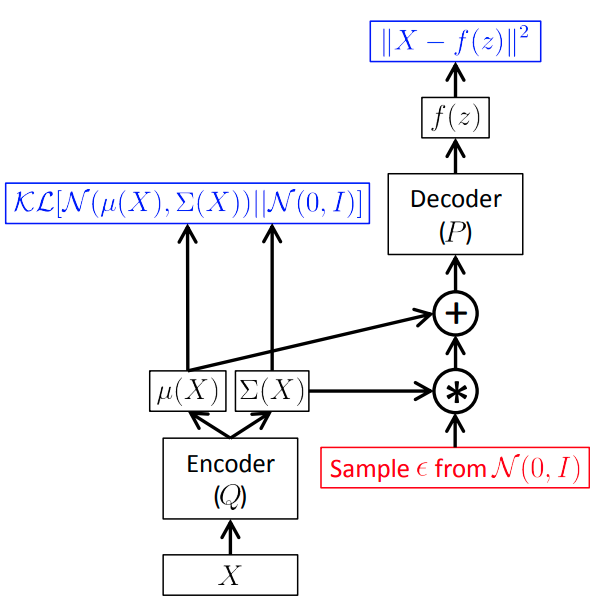 ‖X − f(z)‖²
f(z)
𝒦ℒ[𝒩(μ(X), Σ(X))||𝒩(0, I)]
Decoder
(P)
+
μ(X)
Σ(X)
*
Encoder
(Q)
Sample ϵ from 𝒩(0, I)
X